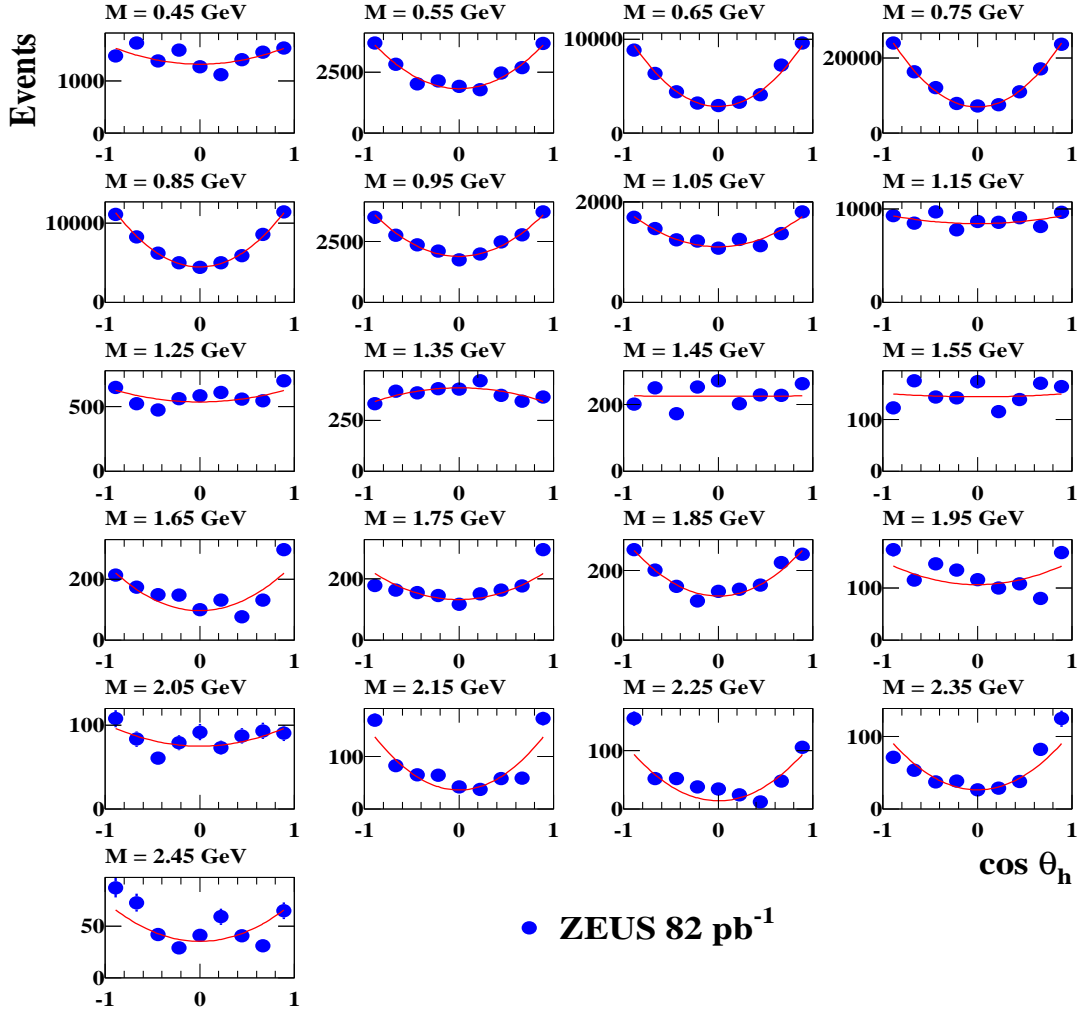 Events
M = 0.45 GeV M = 0.55 GeV M = 0.65 GeV M = 0.75 GeV
1000 2500 10000 20000
5000
10000
0 0 0 0
-1 0 1 -1 0 1 -1 0 1 -1 0 1
M = 0.85 GeV M = 0.95 GeV M = 1.05 GeV M = 1.15 GeV
2000 1000
10000 2500 1000 500
0 0 0 0
-1 0 1 -1 0 1 -1 0 1 -1 0 1
M = 1.25 GeV M = 1.35 GeV M = 1.45 GeV M = 1.55 GeV
500 250 200 100
0 0 0 0
-1 0 1 -1 0 1 -1 0 1 -1 0 1
M = 1.65 GeV M = 1.75 GeV M = 1.85 GeV M = 1.95 GeV
200 200 200 100
0 0 0 0
-1 0 1 -1 0 1 -1 0 1 -1 0 1
M = 2.05 GeV M = 2.15 GeV M = 2.25 GeV M = 2.35 GeV
100 100 100 100
0 0 0 0
-1 0 1 -1 0 1 -1 0 1 -1 0 1
M = 2.45 GeV
cos θh
50
ZEUS 82 pb-1
0
-1 0 1